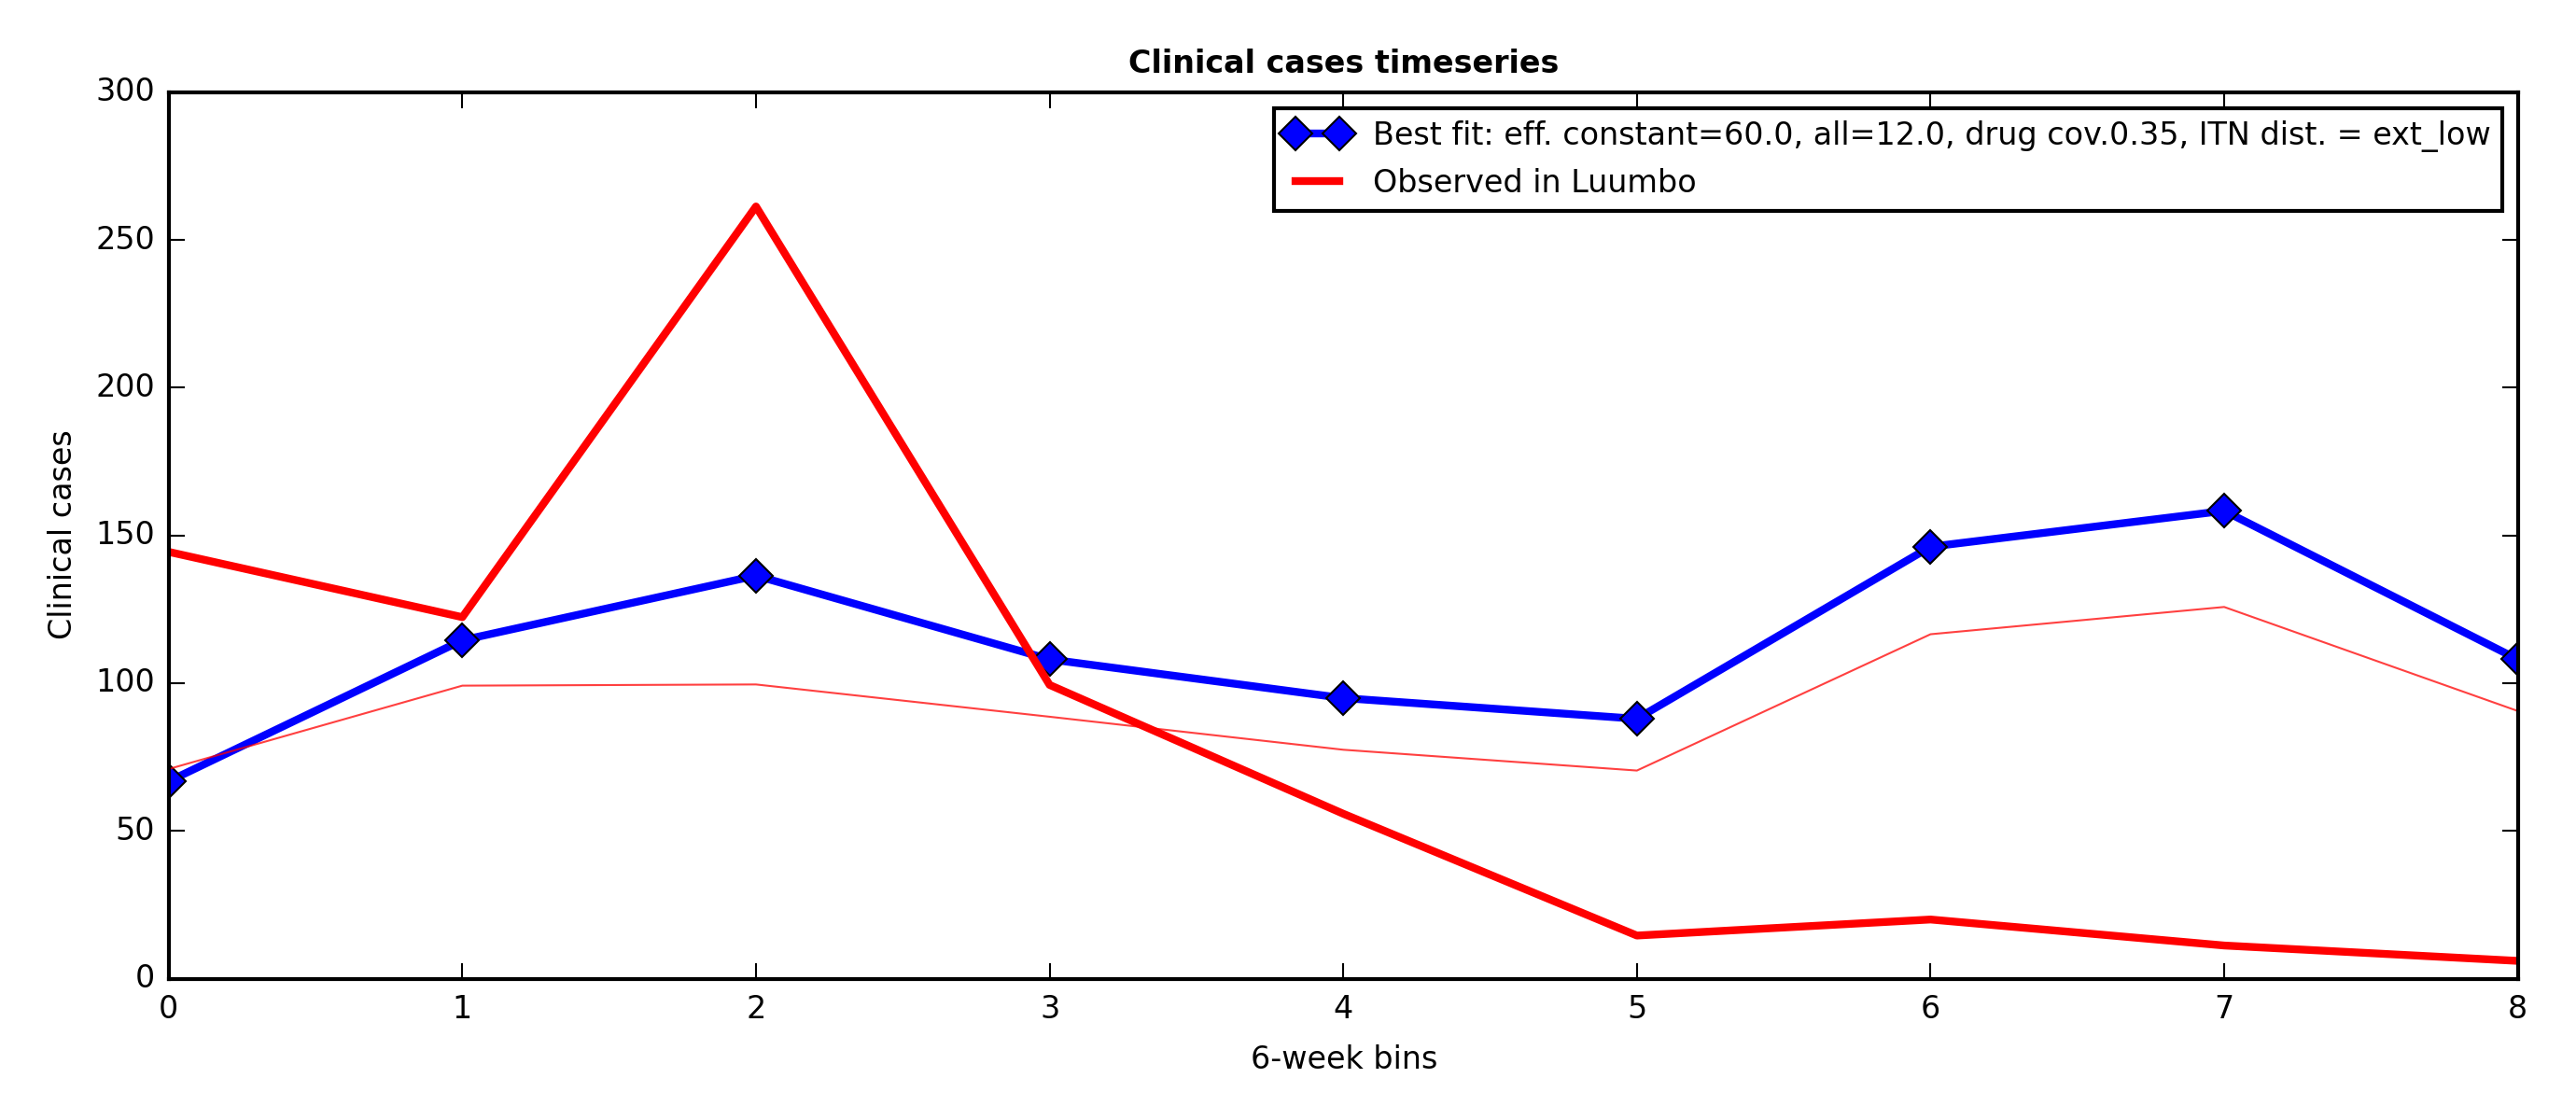 Clinical cases timeseries
300
250
200
150
100
50
0
Clinical cases
Best fit: eff. constant=60.0, all=12.0, drug cov.0.35, ITN dist. = ext_low
Observed in Luumbo
0 1 2 3 4 5 6 7 8
6-week bins